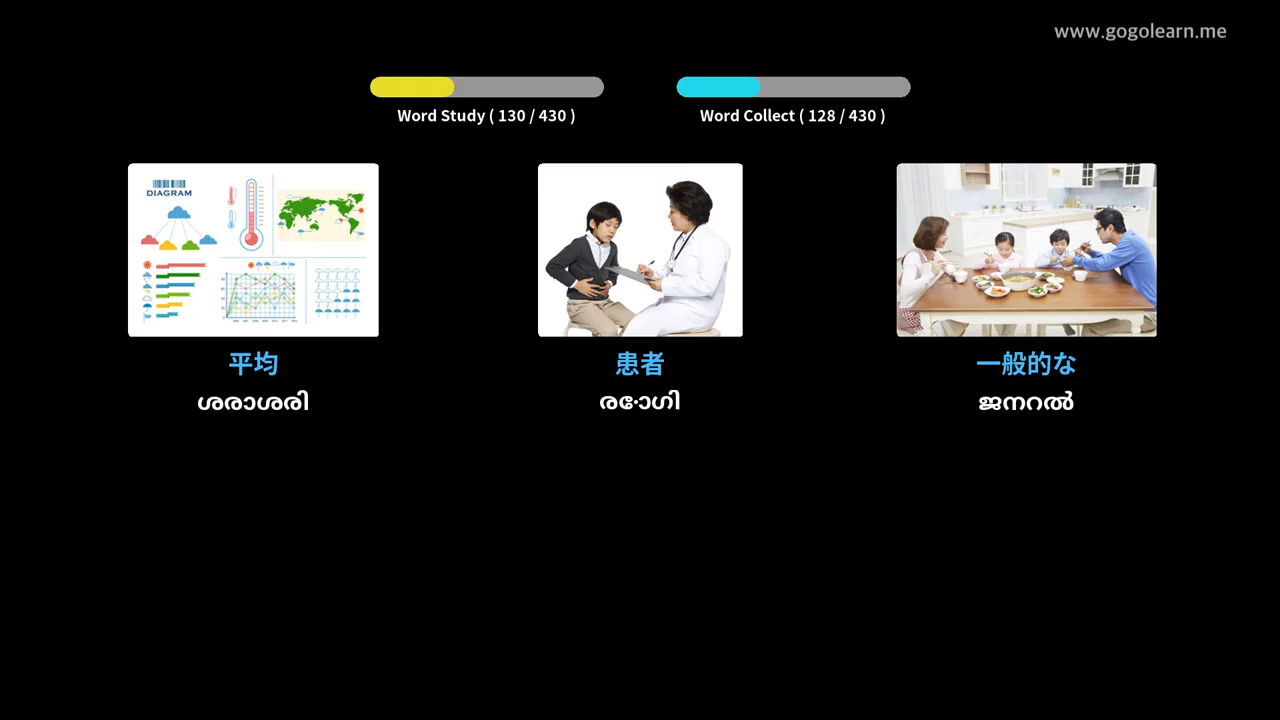 www.gogolearn.me
Word Study ( 130 / 430 )
Word Collect ( 128 / 430 )
DIAGRAM
平均
患者
一般的な
ശരാശരി
രോഗി
ജനറൽ